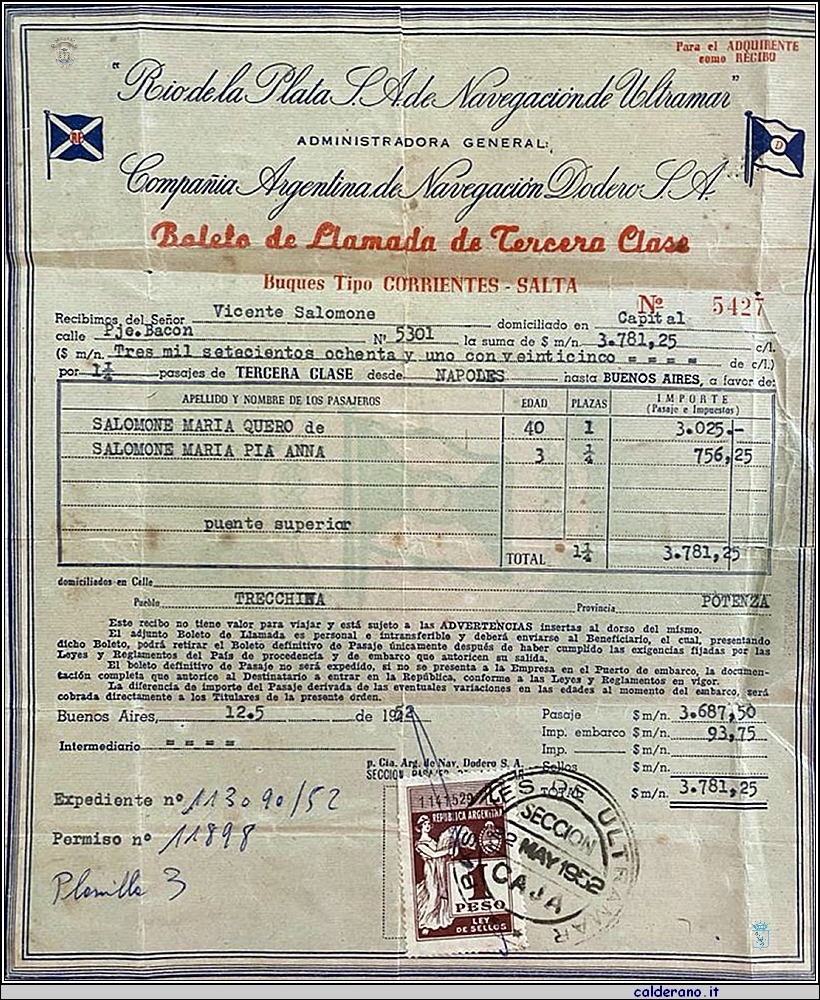 Para el ADQUIRENTE
como RECIBO
"Rio de la Plata S.A. de Navegación de Ultramar"
ADMINISTRADORA GENERAL:
Compañia Argentina de Navegación Dodero S.A.
RP
D
Boleto de Llamada de Tercera Clase
Buques Tipo CORRIENTES - SALTA
Nº 5427
Recibimos del Señor Vicente Salomone domiciliado en Capital
calle Pje.Bacon Nº 5301 la suma de $ m/n. 3.781,25 c/l.
($ m/n. Tres mil setecientos ochenta y uno con veinticinco = = = = de c/l.)
por 1¼ pasajes de TERCERA CLASE desde NAPOLES hasta BUENOS AIRES, a favor de:
APELLIDO Y NOMBRE DE LOS PASAJEROS EDAD PLAZAS IMPORTE
(Pasaje e Impuestos)
SALOMONE MARIA QUERO de 40 1 3.025.-
SALOMONE MARIA PIA ANNA 3 ¼ 756,25
puente superior
TOTAL 1¼ 3.781,25
domiciliados en Calle
Pueblo TRECCHINA Provincia POTENZA
Este recibo no tiene valor para viajar y está sujeto a las ADVERTENCIAS insertas al dorso del mismo.
El adjunto Boleto de Llamada es personal e intransferible y deberá enviarse al Beneficiario, el cual, presentando
dicho Boleto, podrá retirar el Boleto definitivo de Pasaje únicamente después de haber cumplido las exigencias fijadas por las
Leyes y Reglamentos del País de procedencia y de embarco que autoricen su salida.
El boleto definitivo de Pasaje no será expedido, si no se presenta a la Empresa en el Puerto de embarco, la documen-
tación completa que autorice al Destinatario a entrar en la República, conforme a las Leyes y Reglamentos en vigor.
La diferencia de importe del Pasaje derivada de las eventuales variaciones en las edades al momento del embarco, será
cobrada directamente a los Titulares de la presente órden.
Buenos Aires, 12.5 de 1952
Pasaje $ m/n. 3.687,50
Imp. embarco $ m/n. 93,75
Imp. $ m/n.
Intermediario = = = =
p. Cia. Arg. de Nav. Dodero S. A.
SECCION PASAJES
Sellos $ m/n.
TOTAL $ m/n. 3.781,25
Expediente nº 113090/52
Permiso nº 11898
Planilla 3
REPUBLICA ARGENTINA
1 PESO
LEY
DE SELLOS
PASAJES DE ULTRAMAR
SECCION
2 MAY 1952
CAJA
calderano.it